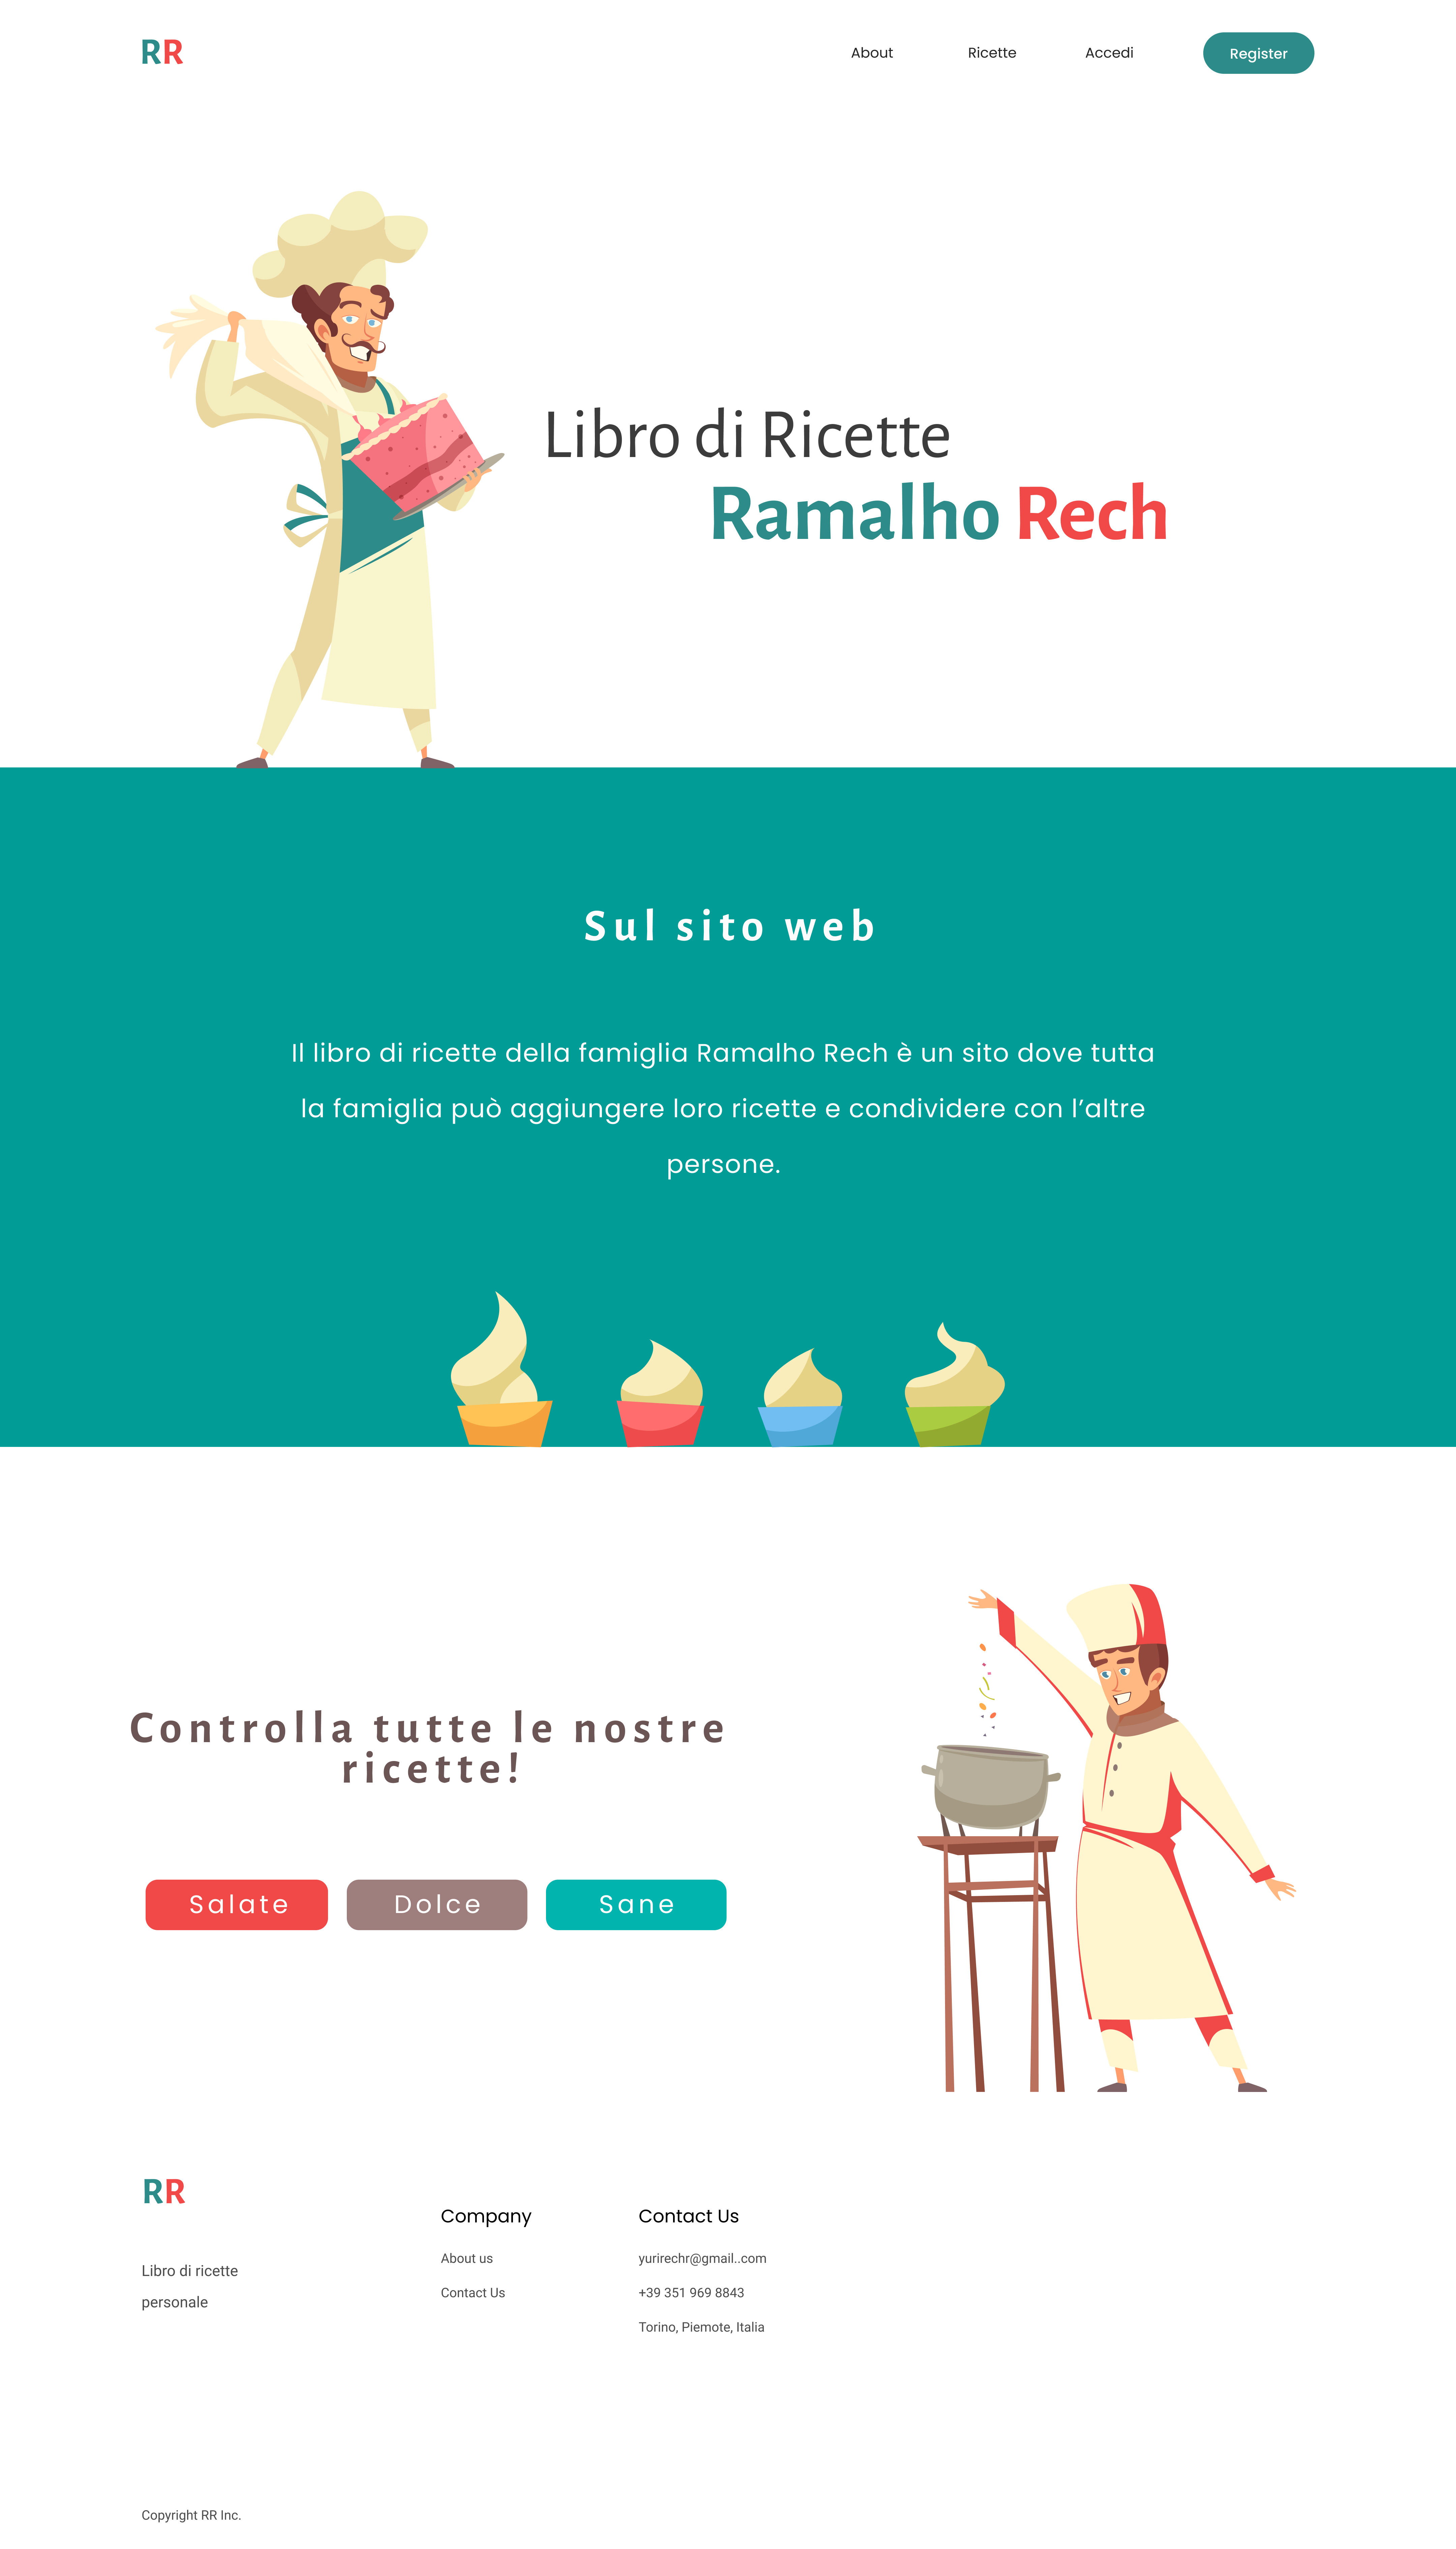 RR
About Ricette Accedi Register
Libro di Ricette
Ramalho Rech
Sul sito web
Il libro di ricette della famiglia Ramalho Rech è un sito dove tutta
la famiglia può aggiungere loro ricette e condividere con l’altre
persone.
Controlla tutte le nostre
ricette!
Salate Dolce Sane
RR
Libro di ricette
personale
Company
About us
Contact Us
Contact Us
yurirechr@gmail..com
+39 351 969 8843
Torino, Piemote, Italia
Copyright RR Inc.